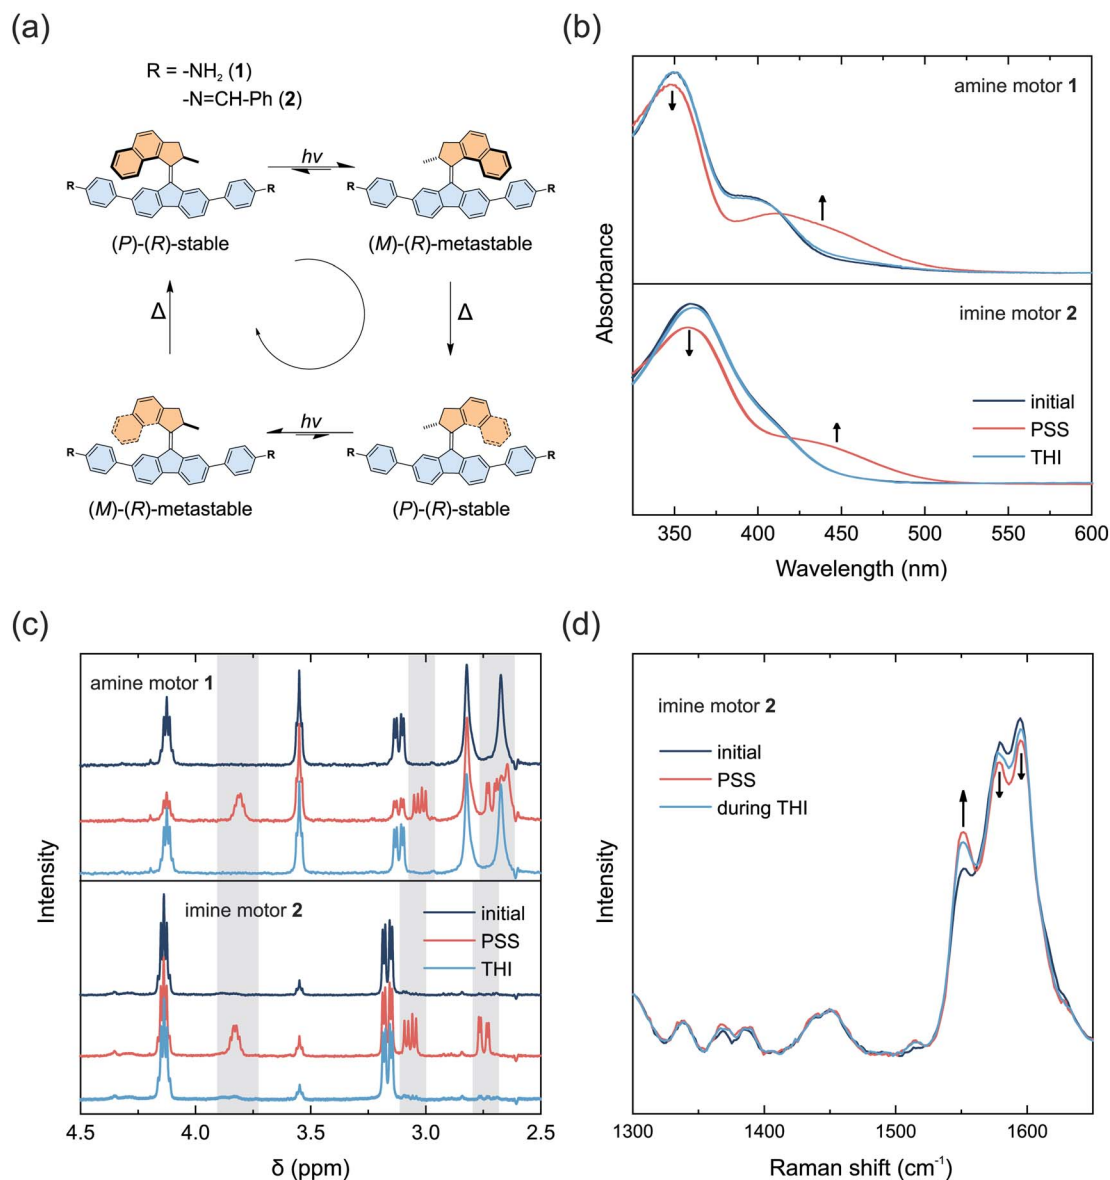 (a)
R = -NH₂ (1)
-N=CH-Ph (2)
hν
R R R R
(P)-(R)-stable (M)-(R)-metastable
Δ Δ
hν
R R R R
(M)-(R)-metastable (P)-(R)-stable
(b)
amine motor 1
imine motor 2
initial
PSS
THI
Absorbance
350 400 450 500 550 600
Wavelength (nm)
(c)
amine motor 1
imine motor 2
initial
PSS
THI
Intensity
4.5 4.0 3.5 3.0 2.5
δ (ppm)
(d)
imine motor 2
initial
PSS
during THI
Intensity
1300 1400 1500 1600
Raman shift (cm⁻¹)